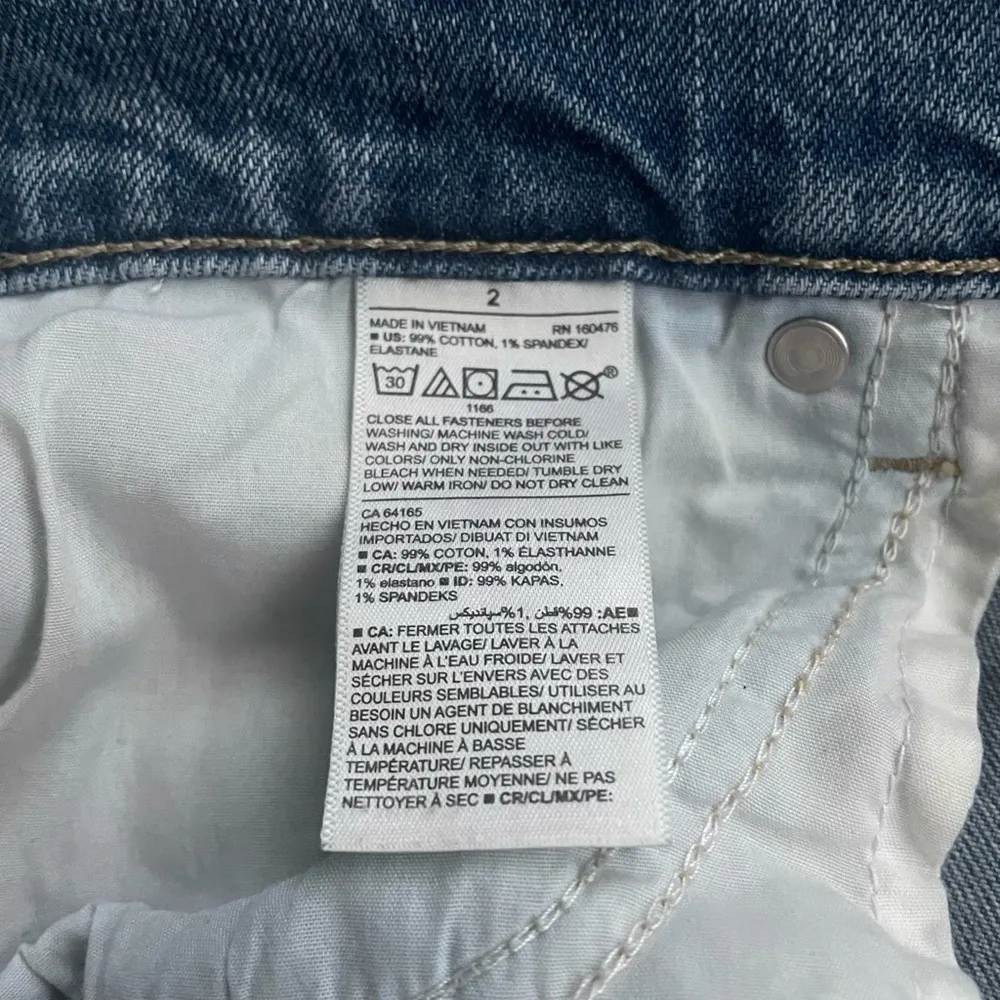 2
MADE IN VIETNAM RN 160476
■ US: 99% COTTON, 1% SPANDEX/
ELASTANE
30 ®
1166
CLOSE ALL FASTENERS BEFORE
WASHING/ MACHINE WASH COLD/
WASH AND DRY INSIDE OUT WITH LIKE
COLORS/ ONLY NON-CHLORINE
BLEACH WHEN NEEDED/ TUMBLE DRY
LOW/ WARM IRON/ DO NOT DRY CLEAN
CA 64165
HECHO EN VIETNAM CON INSUMOS
IMPORTADOS/ DIBUAT DI VIETNAM
■ CA: 99% COTON, 1% ÉLASTHANNE
■ CR/CL/MX/PE: 99% algodón,
1% elastano ■ ID: 99% KAPAS,
1% SPANDEKS
■AE: 99% قطن, 1% سپاندیکس
■ CA: FERMER TOUTES LES ATTACHES
AVANT LE LAVAGE/ LAVER À LA
MACHINE À L'EAU FROIDE/ LAVER ET
SÉCHER SUR L'ENVERS AVEC DES
COULEURS SEMBLABLES/ UTILISER AU
BESOIN UN AGENT DE BLANCHIMENT
SANS CHLORE UNIQUEMENT/ SÉCHER
À LA MACHINE À BASSE
TEMPÉRATURE/ REPASSER À
TEMPÉRATURE MOYENNE/ NE PAS
NETTOYER À SEC ■ CR/CL/MX/PE: